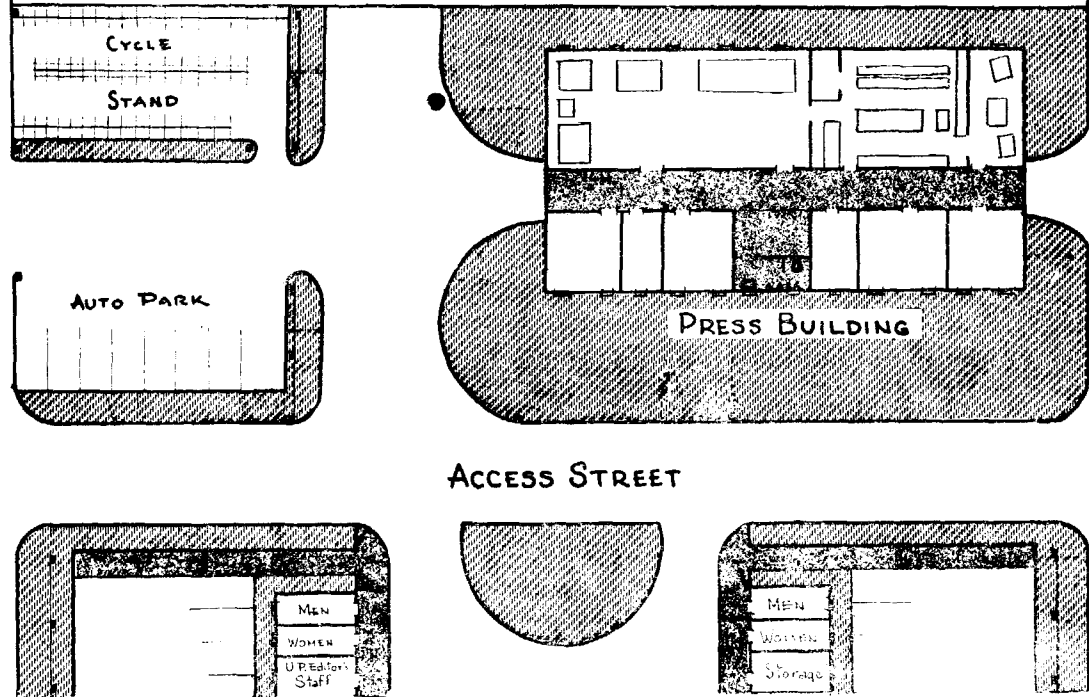 CYCLE
STAND
AUTO PARK
PRESS BUILDING
ACCESS STREET
MEN
WOMEN
U.P. Editor's
Staff
MEN
WOMEN
Storage